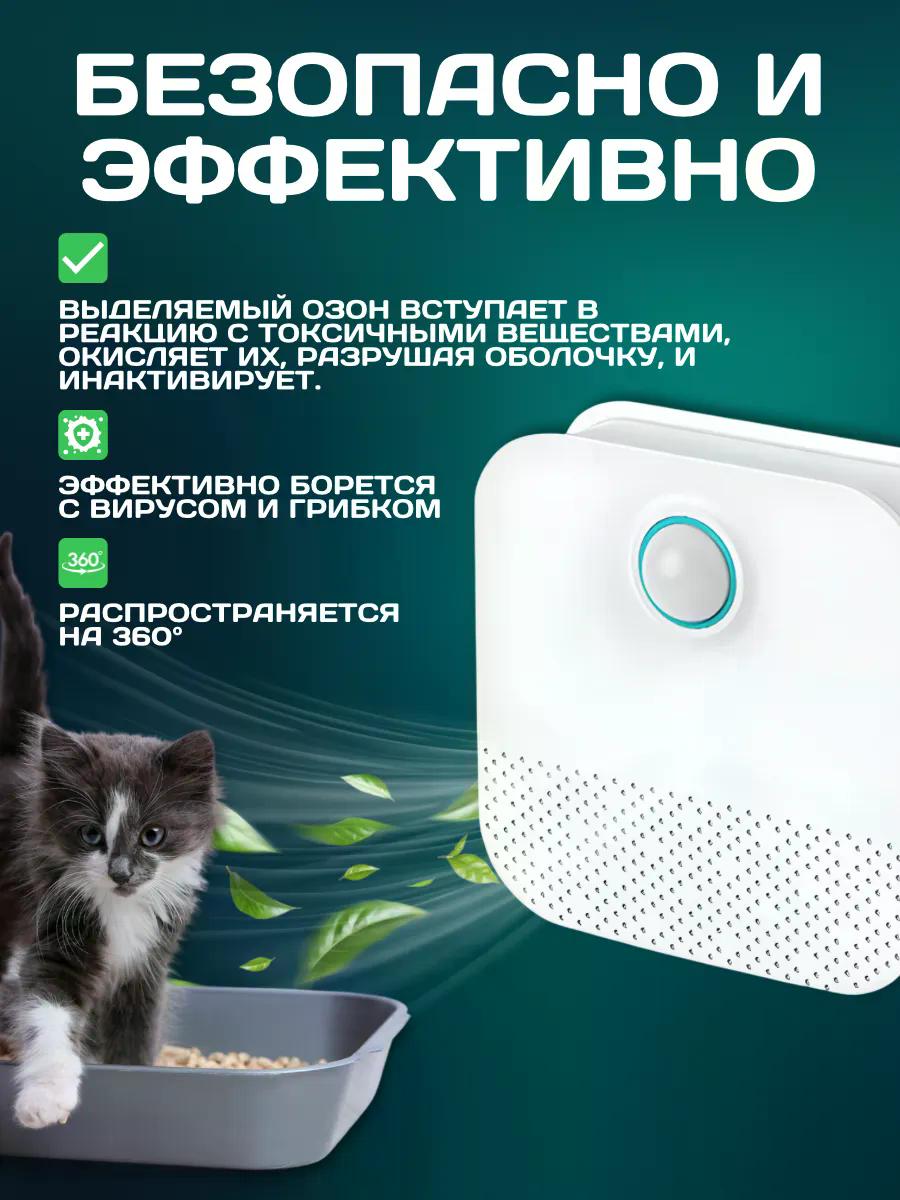 БЕЗОПАСНО И
ЭФФЕКТИВНО
ВЫДЕЛЯЕМЫЙ ОЗОН ВСТУПАЕТ В
РЕАКЦИЮ С ТОКСИЧНЫМИ ВЕЩЕСТВАМИ,
ОКИСЛЯЕТ ИХ, РАЗРУШАЯ ОБОЛОЧКУ, И
ИНАКТИВИРУЕТ.
ЭФФЕКТИВНО БОРЕТСЯ
С ВИРУСОМ И ГРИБКОМ
360°
РАСПРОСТРАНЯЕТСЯ
НА 360°